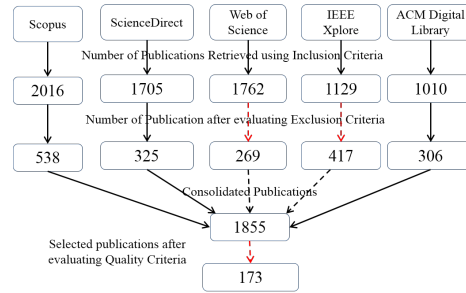 Scopus
ScienceDirect
Web of
Science
IEEE
Xplore
ACM Digital
Library
Number of Publications Retrieved using Inclusion Criteria
2016
1705
1762
1129
1010
Number of Publication after evaluating Exclusion Criteria
538
325
269
417
306
Consolidated Publications
1855
Selected publications after
evaluating Quality Criteria
173